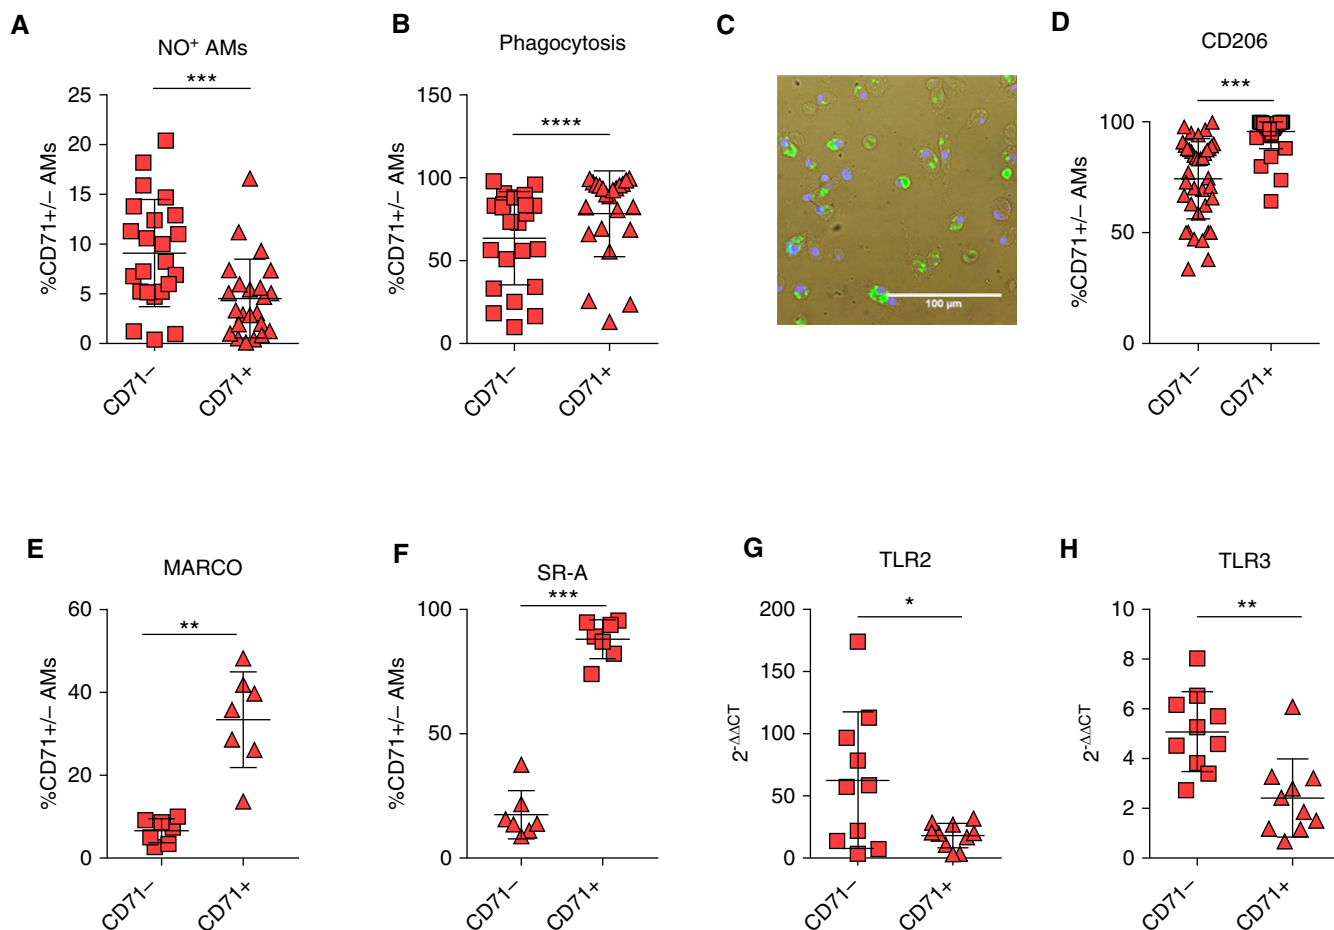 A
NO⁺ AMs
***
%CD71+/− AMs
25
20
15
10
5
0
CD71−
CD71+
B
Phagocytosis
****
%CD71+/− AMs
150
100
50
0
CD71−
CD71+
C
100 µm
D
CD206
***
%CD71+/− AMs
100
50
0
CD71−
CD71+
E
MARCO
**
%CD71+/− AMs
60
40
20
0
CD71−
CD71+
F
SR-A
***
%CD71+/− AMs
100
50
0
CD71−
CD71+
G
TLR2
*
2^-ΔΔCT
200
150
100
50
0
CD71−
CD71+
H
TLR3
**
2^-ΔΔCT
10
8
6
4
2
0
CD71−
CD71+